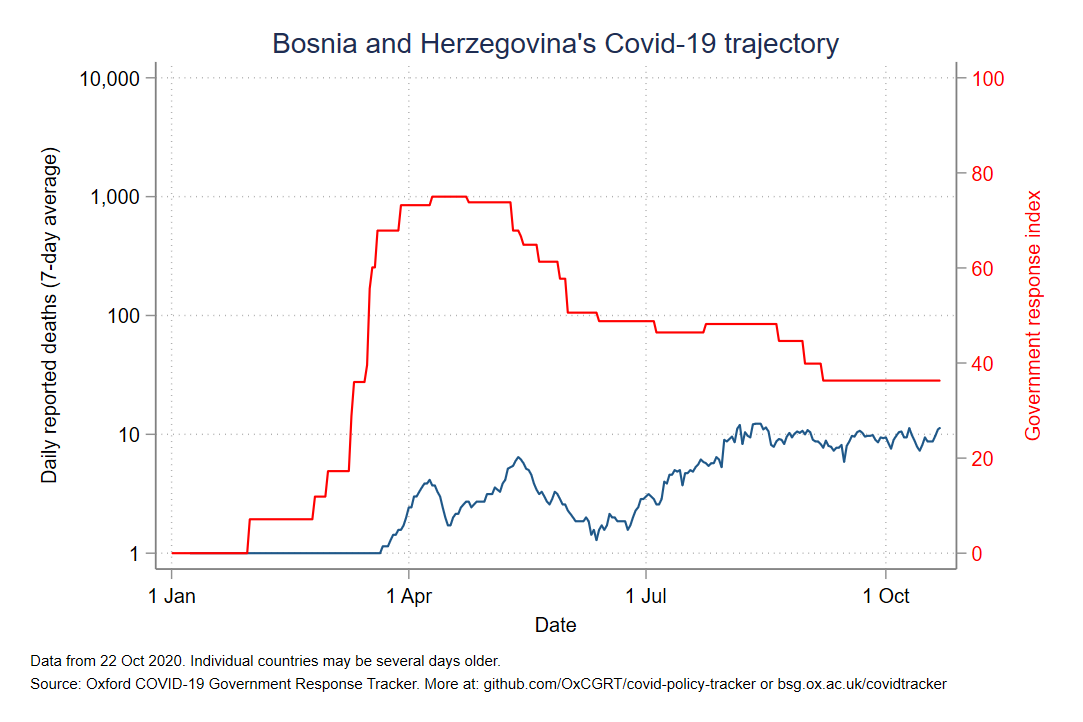 Bosnia and Herzegovina's Covid-19 trajectory
Daily reported deaths (7-day average)
10,000
1,000
100
10
1
100
80
60
40
20
0
Government response index
1 Jan
1 Apr
1 Jul
1 Oct
Date
Data from 22 Oct 2020. Individual countries may be several days older.
Source: Oxford COVID-19 Government Response Tracker. More at: github.com/OxCGRT/covid-policy-tracker or bsg.ox.ac.uk/covidtracker